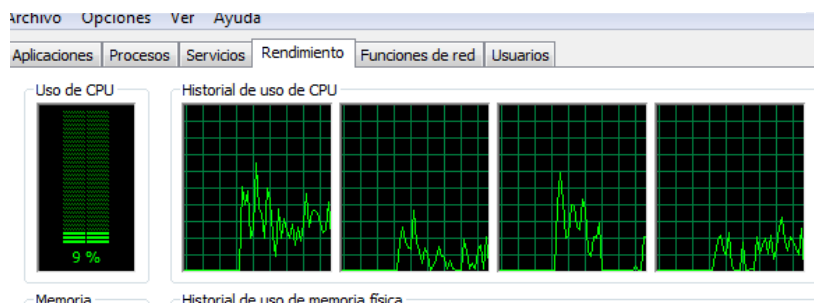 Archivo Opciones Ver Ayuda
Aplicaciones Procesos Servicios Rendimiento Funciones de red Usuarios
Uso de CPU Historial de uso de CPU
9 %
Memoria Historial de uso de memoria física